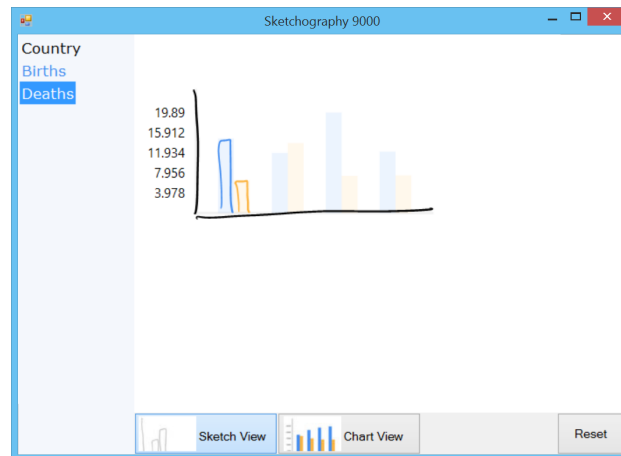 Sketchography 9000
Country
Births
Deaths
19.89
15.912
11.934
7.956
3.978
Sketch View
Chart View
Reset